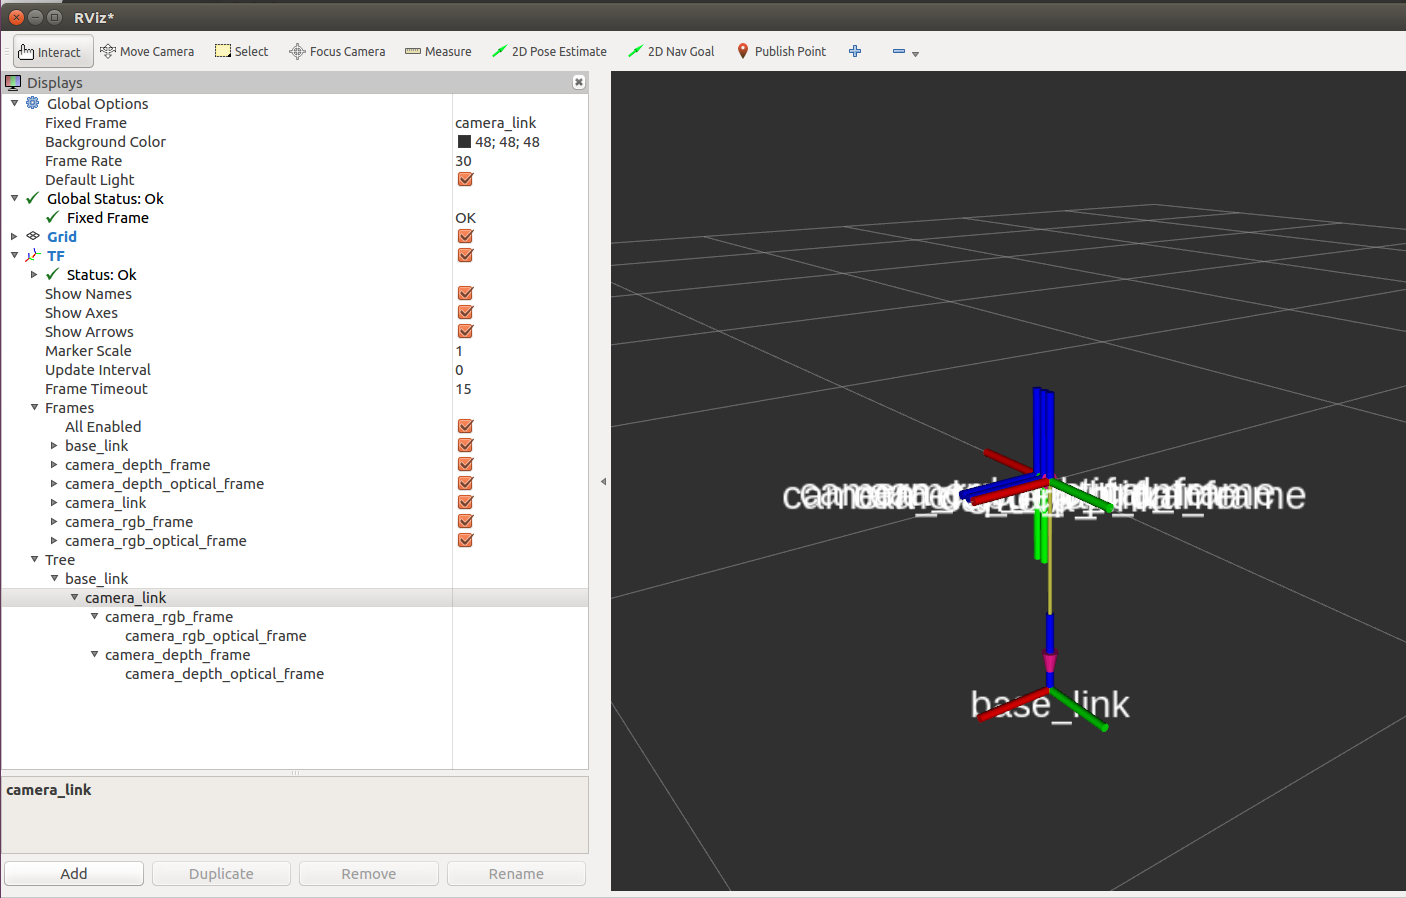 RViz*
Interact Move Camera Select Focus Camera Measure 2D Pose Estimate 2D Nav Goal Publish Point
Displays
Global Options
Fixed Frame camera_link
Background Color 48; 48; 48
Frame Rate 30
Default Light
Global Status: Ok
Fixed Frame OK
Grid
TF
Status: Ok
Show Names
Show Axes
Show Arrows
Marker Scale 1
Update Interval 0
Frame Timeout 15
Frames
All Enabled
base_link
camera_depth_frame
camera_depth_optical_frame
camera_link
camera_rgb_frame
camera_rgb_optical_frame
Tree
base_link
camera_link
camera_rgb_frame
camera_rgb_optical_frame
camera_depth_frame
camera_depth_optical_frame
camera_link
Add Duplicate Remove Rename
base_link